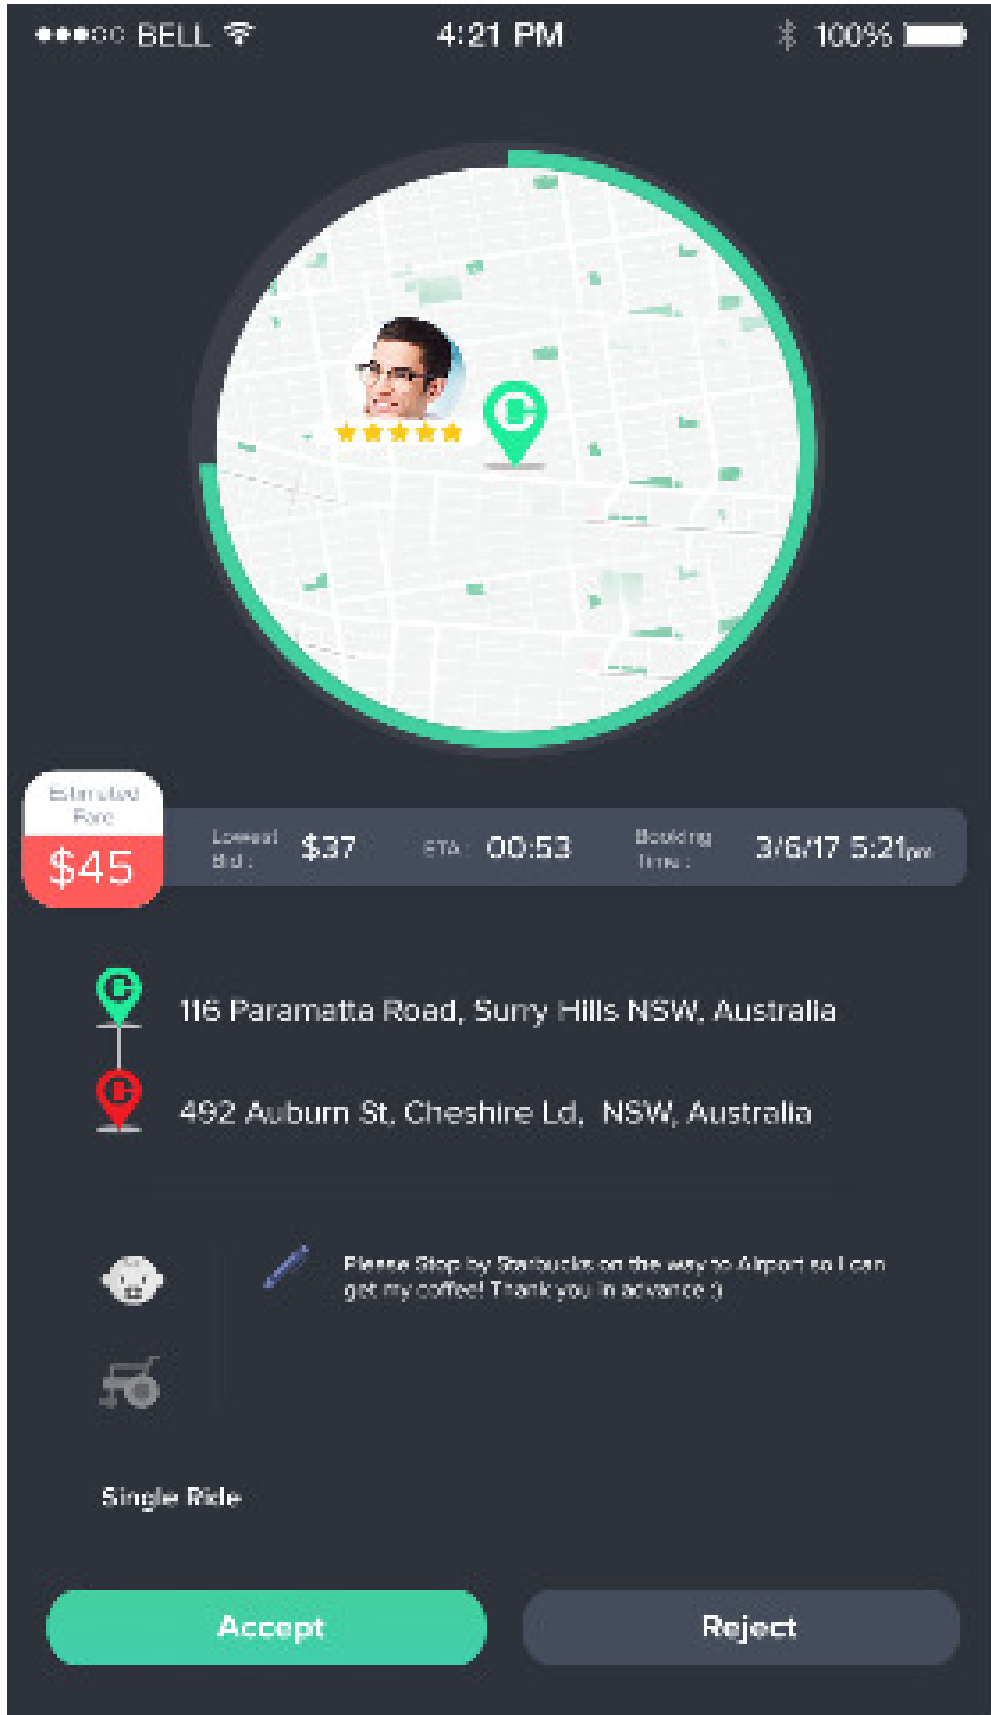 BELL 4:21 PM 100%
Estimated
Fare
$45
Lowest
Bid:
$37
ETA: 00:53
Booking
Time:
3/6/17 5:21pm
116 Paramatta Road, Surry Hills NSW, Australia
492 Auburn St, Cheshire Ld, NSW, Australia
Please Stop by Starbucks on the way to Airport so I can
get my coffee! Thank you in advance :)
Single Ride
Accept
Reject